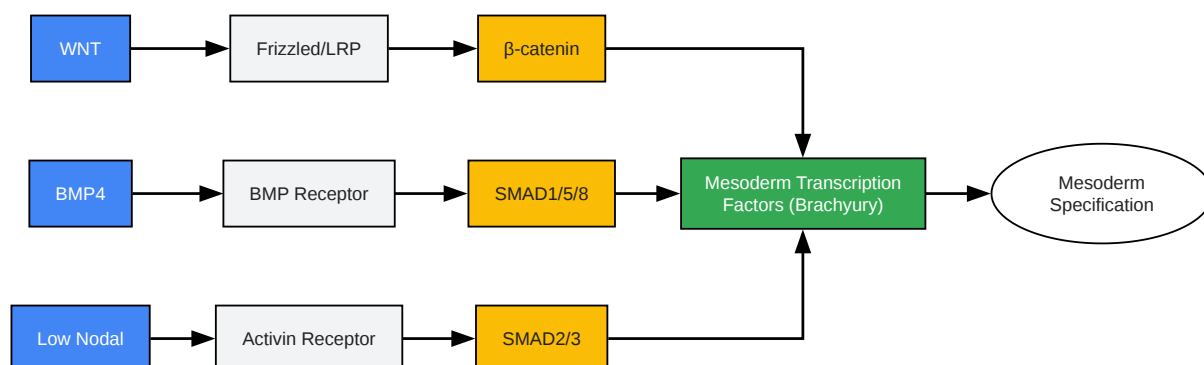 WNT
Frizzled/LRP
β-catenin
BMP4
BMP Receptor
SMAD1/5/8
Mesoderm Transcription
Factors (Brachyury)
Mesoderm
Specification
Low Nodal
Activin Receptor
SMAD2/3